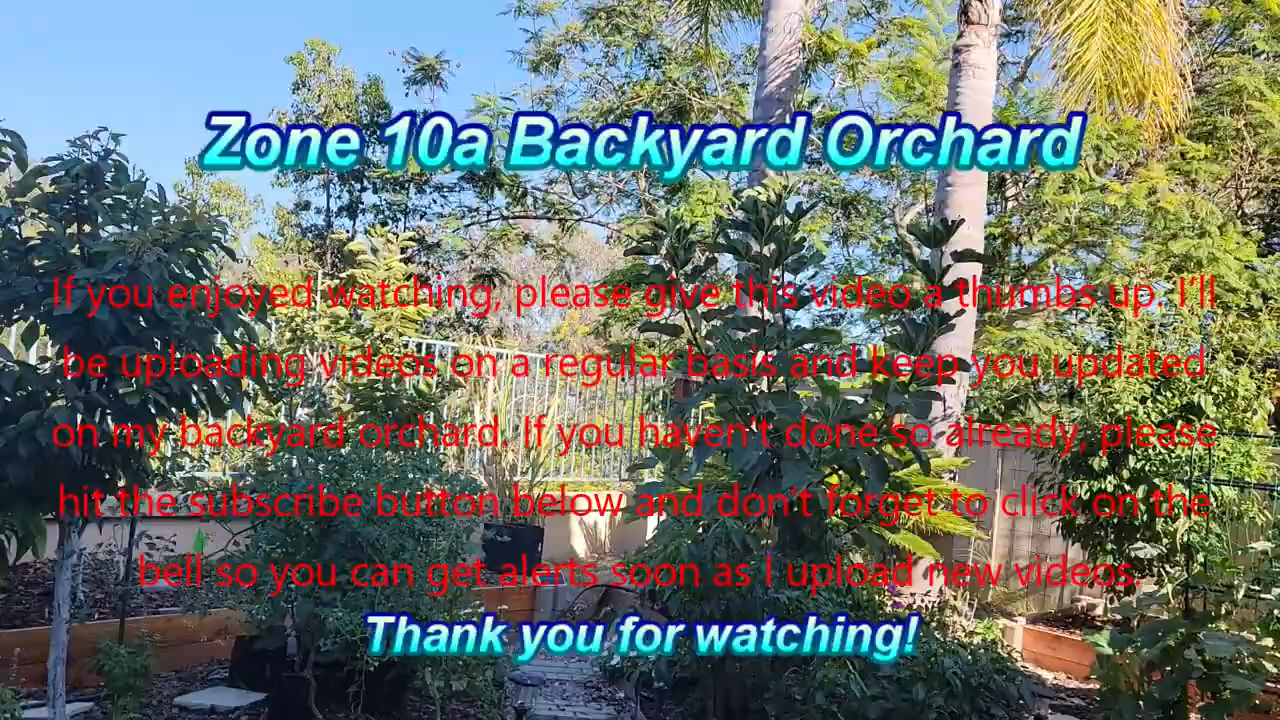 Zone 10a Backyard Orchard
If you enjoyed watching, please give this video a thumbs up. I'll
be uploading videos on a regular basis and keep you updated
on my backyard orchard. If you haven't done so already, please
hit the subscribe button below and don't forget to click on the
bell so you can get alerts soon as I upload new videos.
Thank you for watching!